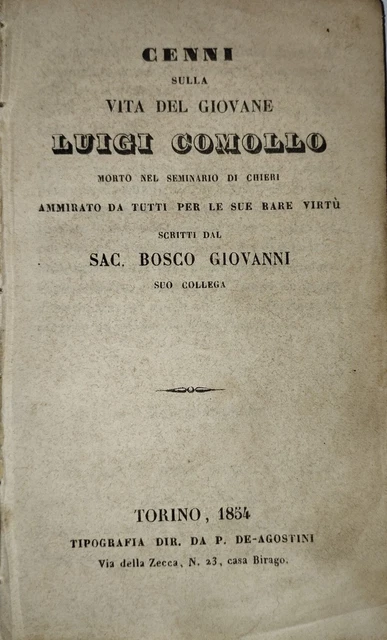 CENNI
SULLA
VITA DEL GIOVANE
LUIGI COMOLLO
MORTO NEL SEMINARIO DI CHIERI
AMMIRATO DA TUTTI PER LE SUE RARE VIRTÙ
SCRITTI DAL
SAC. BOSCO GIOVANNI
SUO COLLEGA
TORINO, 1854
TIPOGRAFIA DIR. DA P. DE-AGOSTINI
Via della Zecca, N. 23, casa Birago.